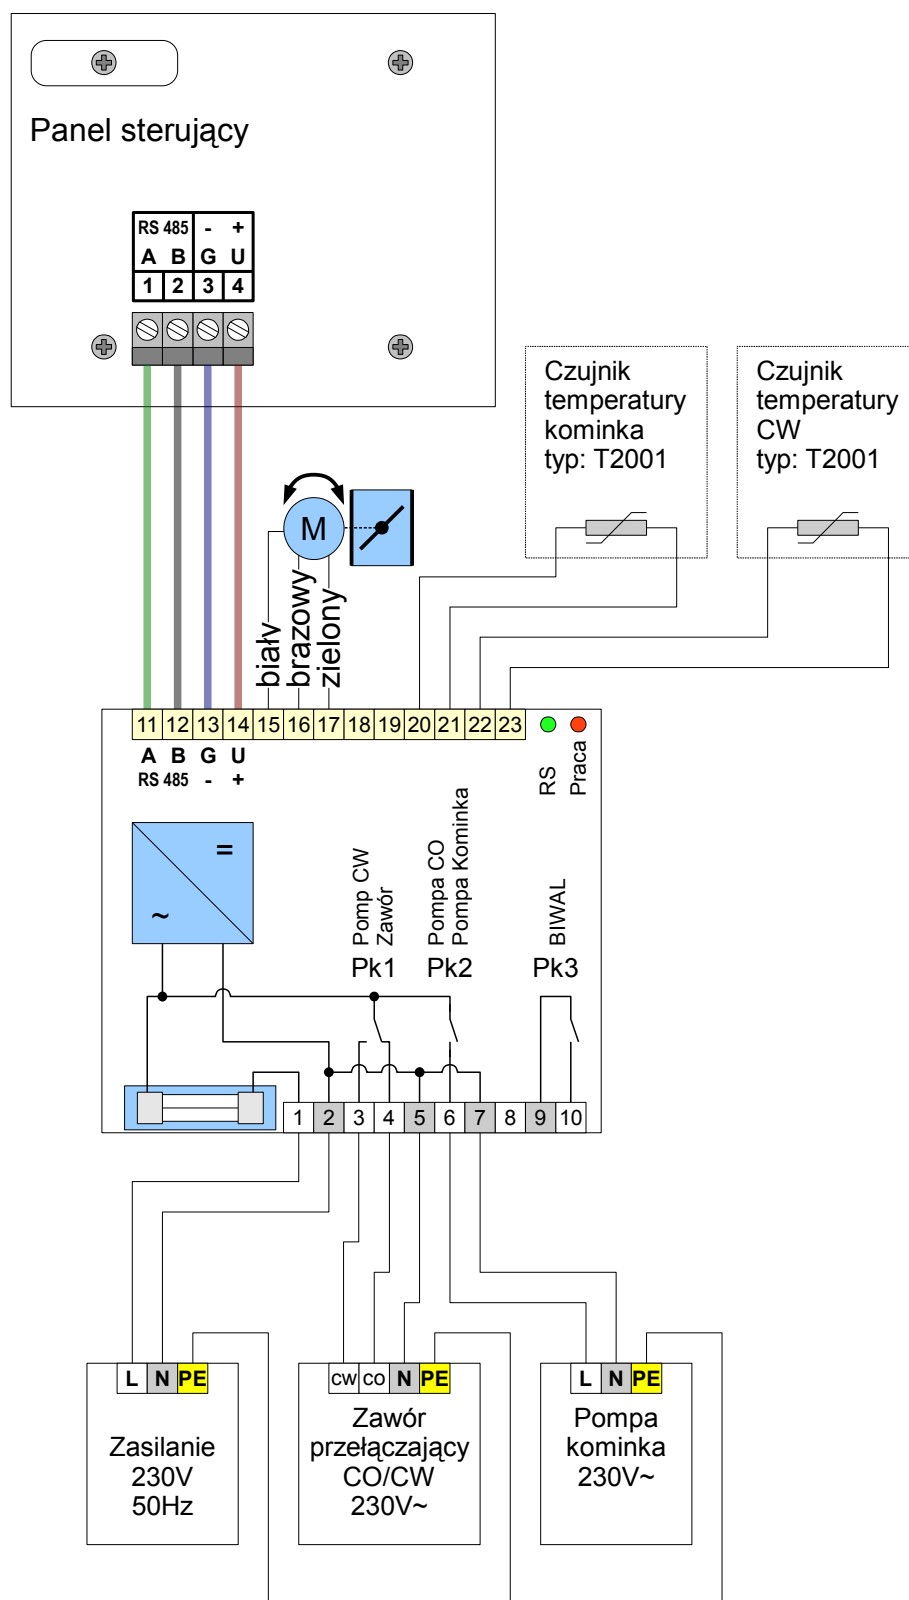 Panel sterujący
RS 485 - +
A B G U
1 2 3 4
Czujnik
temperatury
kominka
typ: T2001
Czujnik
temperatury
CW
typ: T2001
M
biały
brazowy
zielony
11 12 13 14 15 16 17 18 19 20 21 22 23
A B G U
RS 485 - +
RS
Praca
=
~
Pomp CW
Zawór
Pk1
Pompa CO
Pompa Kominka
Pk2
BIWAL
Pk3
1 2 3 4 5 6 7 8 9 10
L N PE
Zasilanie
230V
50Hz
CW CO N PE
Zawór
przełączający
CO/CW
230V~
L N PE
Pompa
kominka
230V~